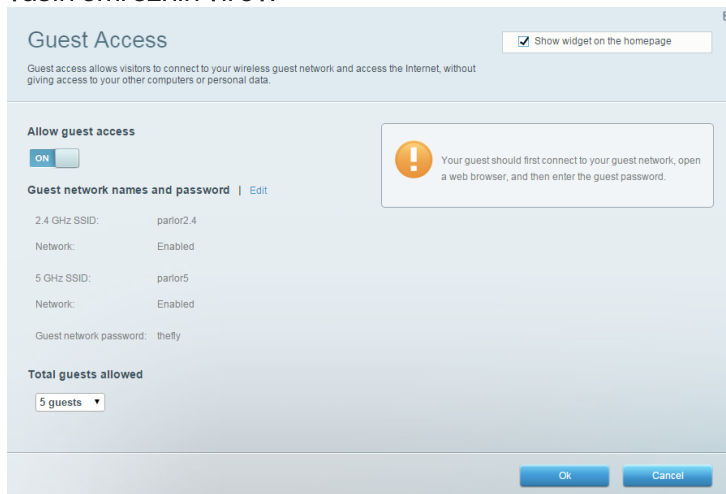 Guest Access
Show widget on the homepage
Guest access allows visitors to connect to your wireless guest network and access the Internet, without
giving access to your other computers or personal data.
Allow guest access
ON
Your guest should first connect to your guest network, open
a web browser, and then enter the guest password.
Guest network names and password | Edit
2.4 GHz SSID: parlor2.4
Network: Enabled
5 GHz SSID: parlor5
Network: Enabled
Guest network password: thefly
Total guests allowed
5 guests
Ok Cancel